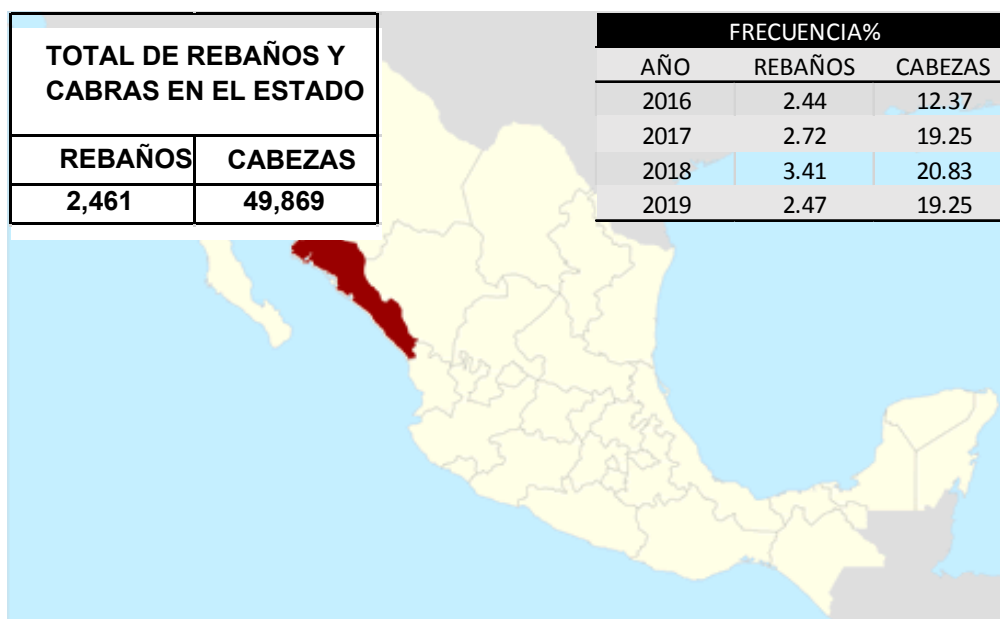 TOTAL DE REBAÑOS Y
CABRAS EN EL ESTADO
REBAÑOS CABEZAS
2,461 49,869
FRECUENCIA%
AÑO REBAÑOS CABEZAS
2016 2.44 12.37
2017 2.72 19.25
2018 3.41 20.83
2019 2.47 19.25